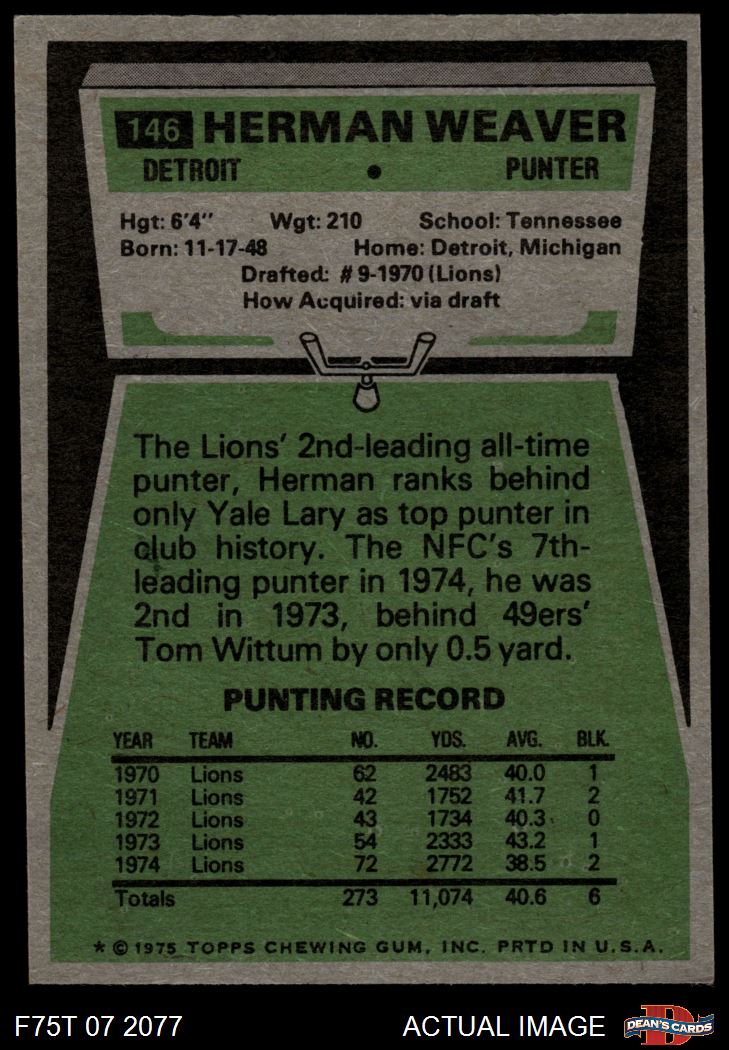 146 HERMAN WEAVER
DETROIT • PUNTER
Hgt: 6'4" Wgt: 210 School: Tennessee
Born: 11-17-48 Home: Detroit, Michigan
Drafted: #9-1970 (Lions)
How Acquired: via draft
The Lions' 2nd-leading all-time
punter, Herman ranks behind
only Yale Lary as top punter in
club history. The NFC's 7th-
leading punter in 1974, he was
2nd in 1973, behind 49ers'
Tom Wittum by only 0.5 yard.
PUNTING RECORD
YEAR TEAM NO. YDS. AVG. BLK.
1970 Lions 62 2483 40.0 1
1971 Lions 42 1752 41.7 2
1972 Lions 43 1734 40.3 0
1973 Lions 54 2333 43.2 1
1974 Lions 72 2772 38.5 2
Totals 273 11,074 40.6 6
* © 1975 TOPPS CHEWING GUM, INC. PRTD IN U.S.A.
F75T 07 2077 ACTUAL IMAGE DEAN'S CARDS